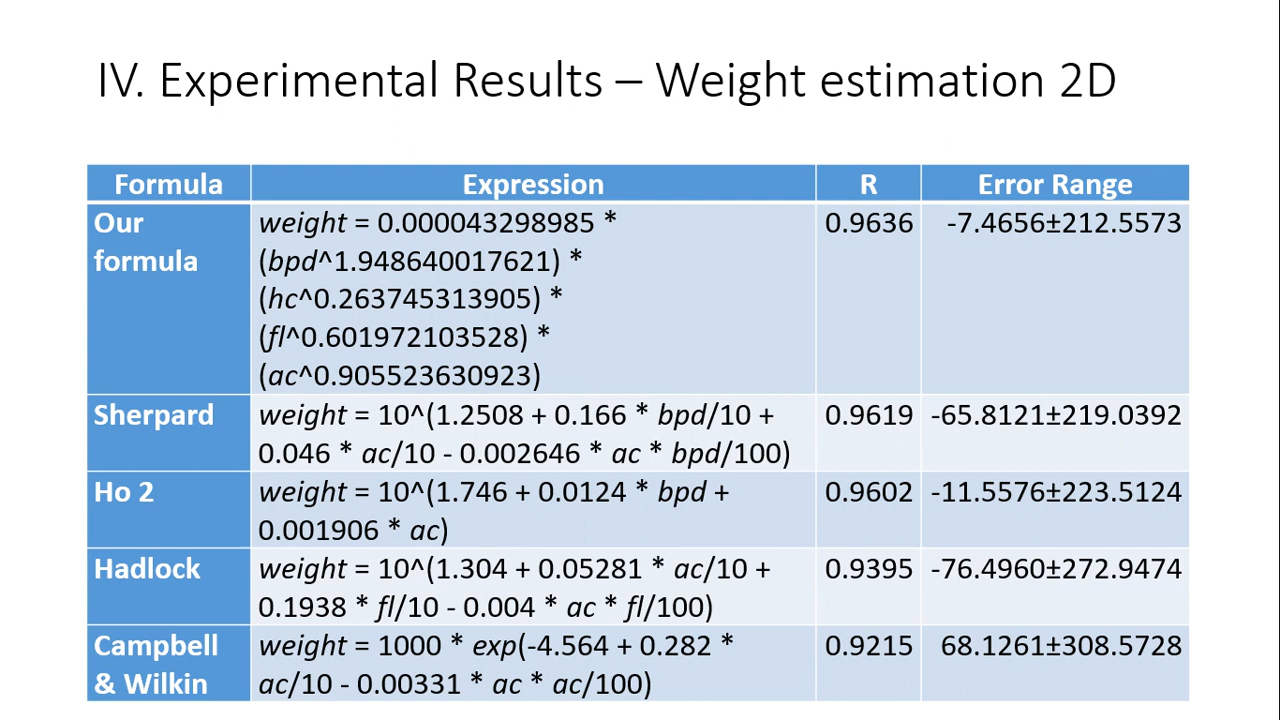 IV. Experimental Results – Weight estimation 2D
Formula Expression R Error Range
Our formula
weight = 0.000043298985 *
(bpd^1.948640017621) *
(hc^0.263745313905) *
(fl^0.601972103528) *
(ac^0.905523630923)
0.9636 -7.4656±212.5573
Sherpard
weight = 10^(1.2508 + 0.166 * bpd/10 +
0.046 * ac/10 - 0.002646 * ac * bpd/100)
0.9619 -65.8121±219.0392
Ho 2
weight = 10^(1.746 + 0.0124 * bpd +
0.001906 * ac)
0.9602 -11.5576±223.5124
Hadlock
weight = 10^(1.304 + 0.05281 * ac/10 +
0.1938 * fl/10 - 0.004 * ac * fl/100)
0.9395 -76.4960±272.9474
Campbell
& Wilkin
weight = 1000 * exp(-4.564 + 0.282 *
ac/10 - 0.00331 * ac * ac/100)
0.9215 68.1261±308.5728